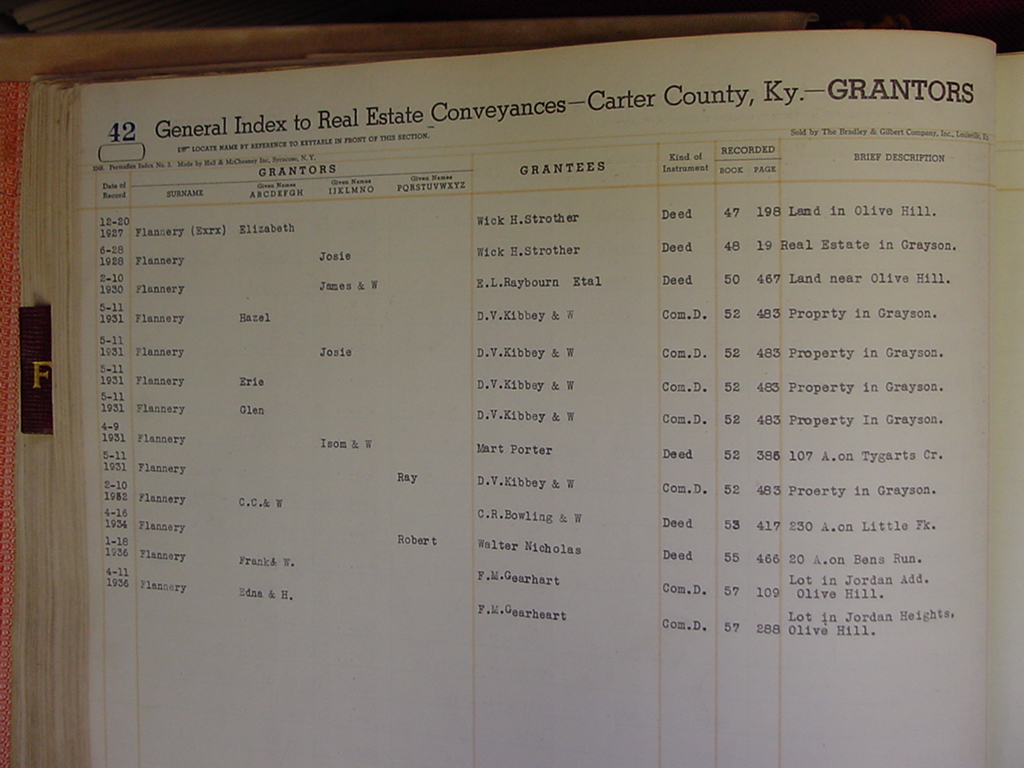 42 General Index to Real Estate Conveyances—Carter County, Ky.—GRANTORS
LOCATE NAME BY REFERENCE TO KEYTABLE IN FRONT OF THIS SECTION.
Sold by The Bradley & Gilbert Company, Inc., Louisville, Ky
Permaflex Index No. 3. Made by Hall & McChesney Inc, Syracuse, N. Y.
Date of Record
GRANTORS
SURNAME
Given Names ABCDEFGH
Given Names IJKLMNO
Given Names PQRSTUVWXYZ
GRANTEES
Kind of Instrument
RECORDED
BOOK PAGE
BRIEF DESCRIPTION
12-20 1927 Flannery (Exrx) Elizabeth Wick H.Strother Deed 47 198 Land in Olive Hill.
6-28 1928 Flannery Josie Wick H.Strother Deed 48 19 Real Estate in Grayson.
2-10 1930 Flannery James & W E.L.Raybourn Etal Deed 50 467 Land near Olive Hill.
5-11 1931 Flannery Hazel D.V.Kibbey & W Com.D. 52 483 Proprty in Grayson.
5-11 1931 Flannery Josie D.V.Kibbey & W Com.D. 52 483 Property in Grayson.
5-11 1931 Flannery Erie D.V.Kibbey & W Com.D. 52 483 Property in Grayson.
5-11 1931 Flannery Glen D.V.Kibbey & W Com.D. 52 483 Property In Grayson.
4-9 1931 Flannery Isom & W Mart Porter Deed 52 386 107 A.on Tygarts Cr.
5-11 1931 Flannery Ray D.V.Kibbey & W Com.D. 52 483 Proerty in Grayson.
2-10 1932 Flannery C.C.& W C.R.Bowling & W Deed 53 417 230 A.on Little Fk.
4-16 1934 Flannery Robert Walter Nicholas Deed 55 466 20 A.on Bens Run.
1-18 1936 Flannery Frank& W. F.M.Gearhart Com.D. 57 109 Lot in Jordan Add.
Olive Hill.
4-11 1936 Flannery Edna & H. F.M.Gearheart Com.D. 57 288 Lot in Jordan Heights,
Olive Hill.
F